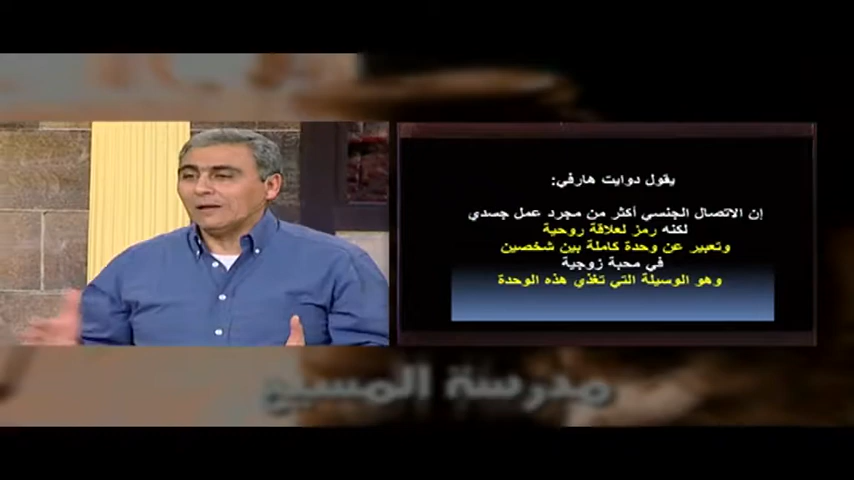 يقول دوايت هارفي:
إن الاتصال الجنسي أكثر من مجرد عمل جسدي
لكنه رمز لعلاقة روحية
وتعبير عن وحدة كاملة بين شخصين
في محبة زوجية
وهو الوسيلة التي تغذي هذه الوحدة
مدرسة المسيح